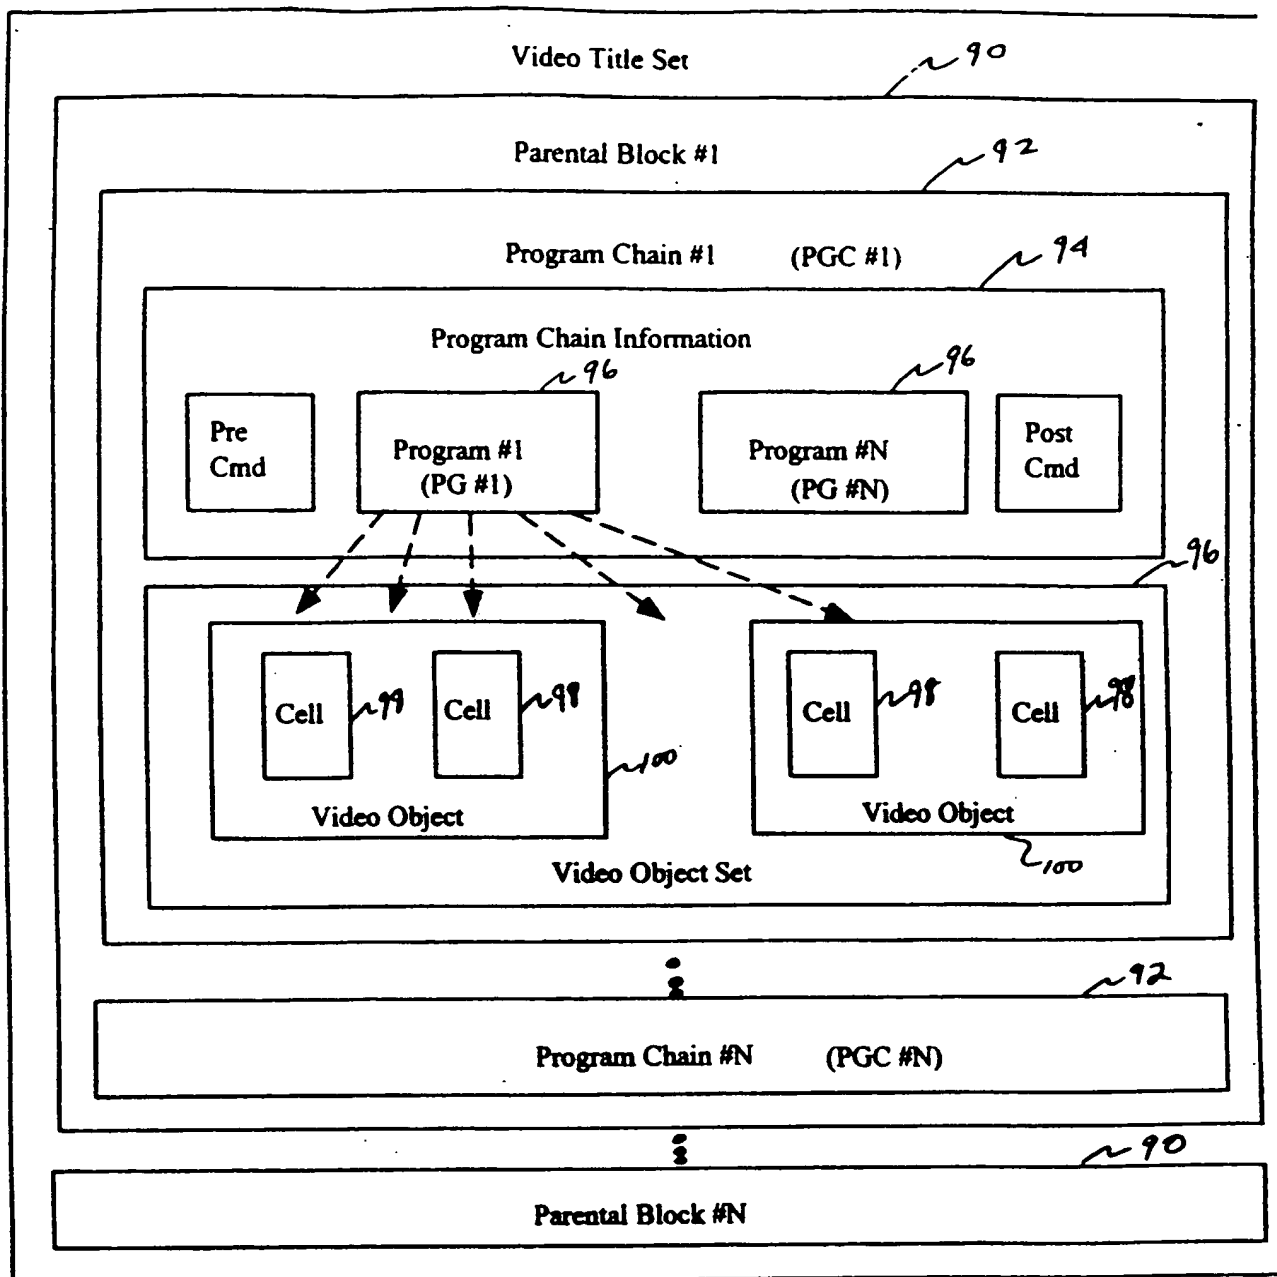 Video Title Set
90
Parental Block #1
92
Program Chain #1 (PGC #1)
94
Program Chain Information
96
96
Pre
Cmd
Program #1
(PG #1)
Program #N
(PG #N)
Post
Cmd
96
Cell
98
Cell
98
Cell
98
Cell
98
100
Video Object
Video Object
100
Video Object Set
92
Program Chain #N (PGC #N)
90
Parental Block #N